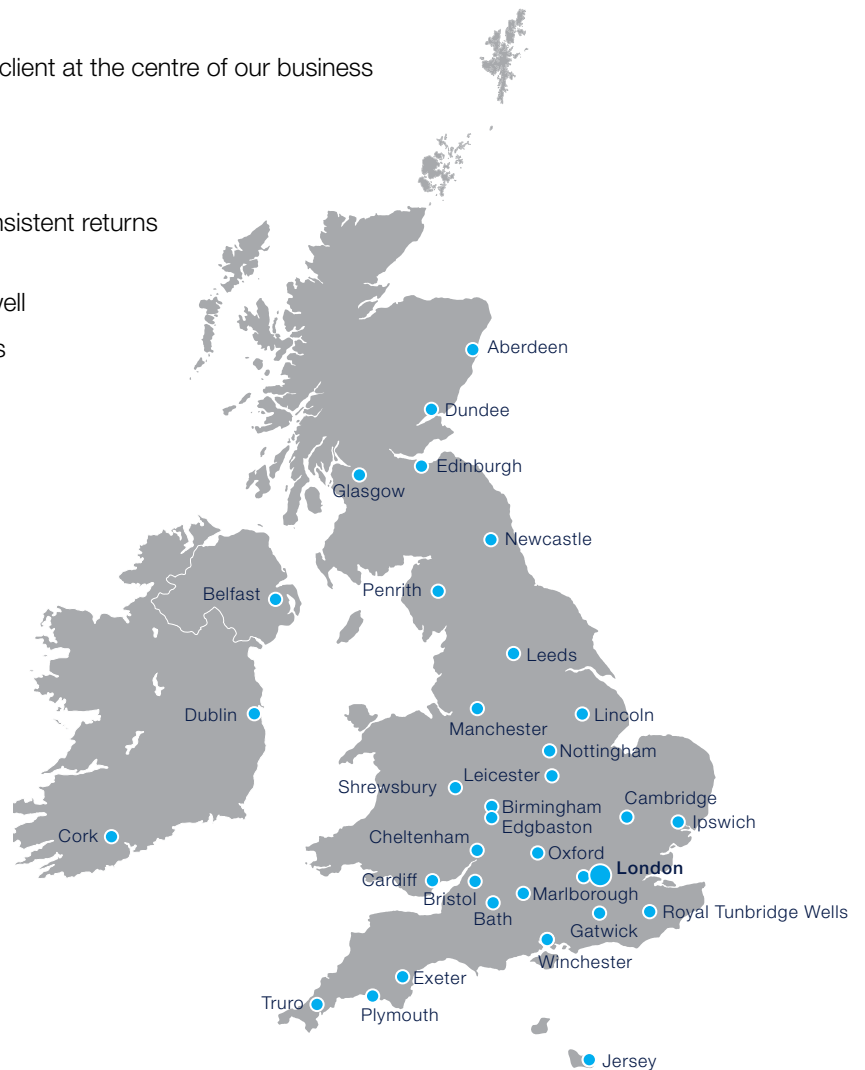 client at the centre of our business
nsistent returns
vell
s
Aberdeen
Dundee
Edinburgh
Glasgow
Newcastle
Penrith
Belfast
Leeds
Dublin
Lincoln
Manchester
Nottingham
Leicester
Shrewsbury
Birmingham
Cambridge
Edgbaston
Ipswich
Cork
Cheltenham
Oxford
London
Cardiff
Marlborough
Bristol
Royal Tunbridge Wells
Bath
Gatwick
Winchester
Exeter
Truro
Plymouth
Jersey